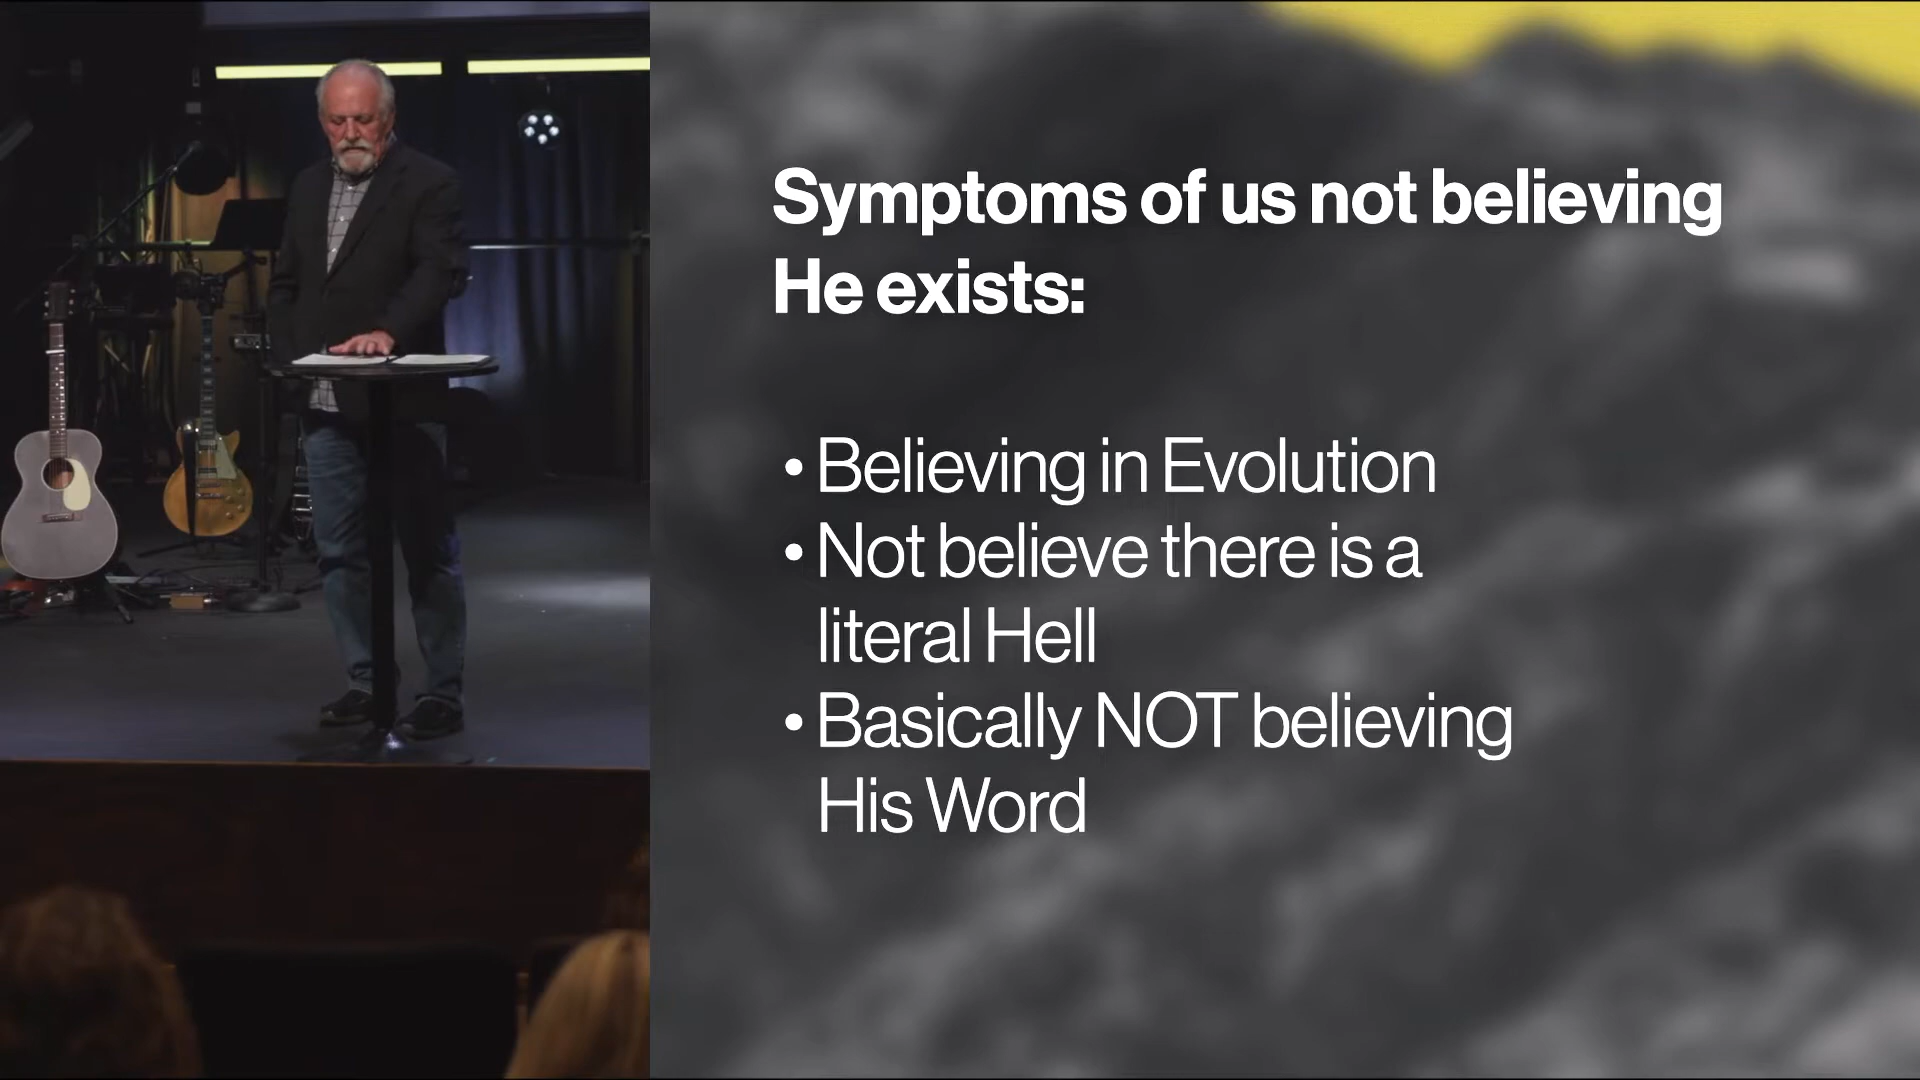 Symptoms of us not believing
He exists:
• Believing in Evolution
• Not believe there is a
literal Hell
• Basically NOT believing
His Word